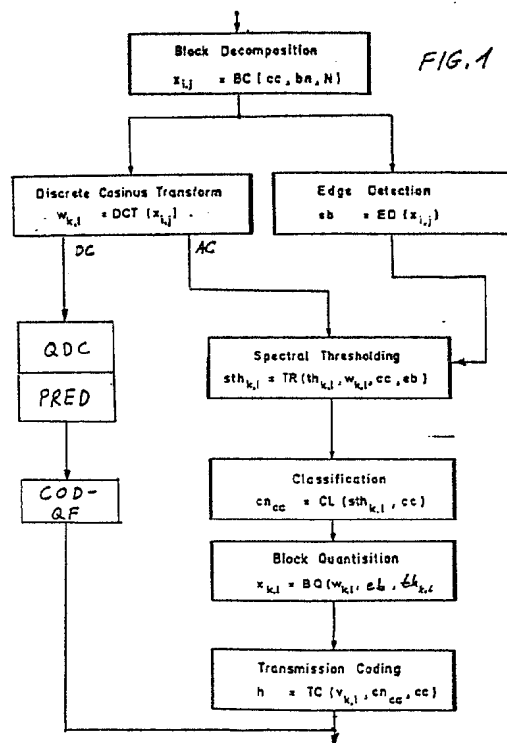 FIG.1
Block Decomposition
x_{i,j} = BC ( cc , bn , N )
Discrete Cosinus Transform
w_{k,l} = DCT (x_{i,j})
Edge Detection
eb = ED (x_{i,j})
DC
AC
QDC
PRED
COD-
QF
Spectral Thresholding
sth_{k,l} = TR (th_{k,l}, w_{k,l}, cc , eb )
Classification
cn_{cc} = CL (sth_{k,l}, cc )
Block Quantisition
x_{k,l} = BQ (w_{k,l}, eb , th_{k,l}
Transmission Coding
h = TC (v_{k,l}, cn_{cc}, cc )